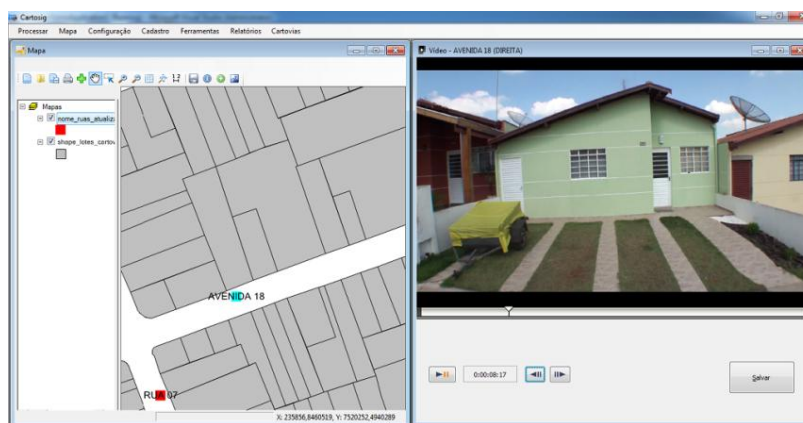 Cartosig
Processar Mapa Configuração Cadastro Ferramentas Relatórios Cartovias
Mapa
Mapas
nome_ruas_atualiz
shape_lotes_cartov
AVENIDA 18
RUA 07
X: 235856,8460519, Y: 7520252,4940289
Vídeo - AVENIDA 18 (DIREITA)
0:00:08:17
Salvar